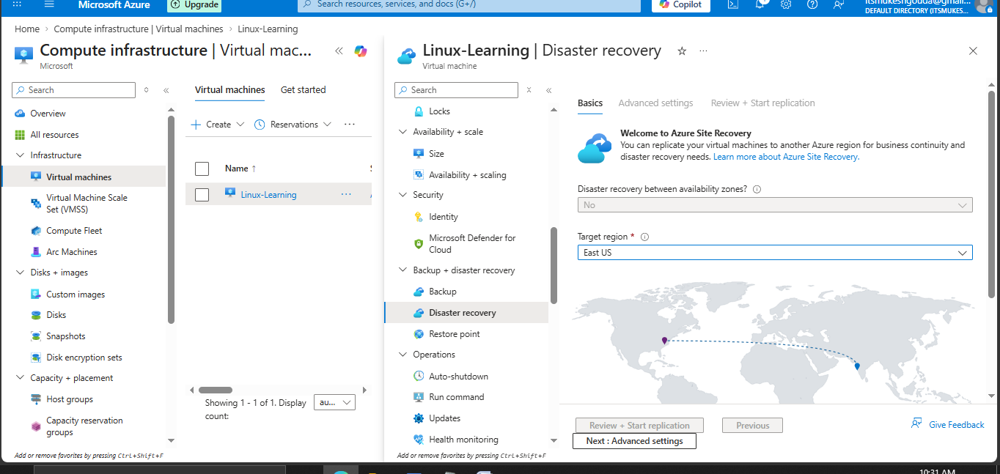 Microsoft Azure
Upgrade
Search resources, services, and docs (G+/)
Copilot
itsmukeshgouda@gmail...
DEFAULT DIRECTORY (ITSMUKES...
Home > Compute infrastructure | Virtual machines > Linux-Learning
Compute infrastructure | Virtual mac...
Microsoft
Search
Overview
All resources
Infrastructure
Virtual machines
Virtual Machine Scale
Set (VMSS)
Compute Fleet
Arc Machines
Disks + images
Custom images
Disks
Snapshots
Disk encryption sets
Capacity + placement
Host groups
Capacity reservation
groups
Add or remove favorites by pressing Ctrl+Shift+F
Virtual machines
Get started
Create
Reservations
Name ↑
Linux-Learning
Showing 1 - 1 of 1. Display
count:
au...
Linux-Learning | Disaster recovery
Virtual machine
Search
Locks
Availability + scale
Size
Availability + scaling
Security
Identity
Microsoft Defender for
Cloud
Backup + disaster recovery
Backup
Disaster recovery
Restore point
Operations
Auto-shutdown
Run command
Updates
Health monitoring
Add or remove favorites by pressing Ctrl+Shift+F
Basics
Advanced settings
Review + Start replication
Welcome to Azure Site Recovery
You can replicate your virtual machines to another Azure region for business continuity and
disaster recovery needs. Learn more about Azure Site Recovery.
Disaster recovery between availability zones?
No
Target region *
East US
Review + Start replication
Previous
Next : Advanced settings
Give Feedback
10:31 AM